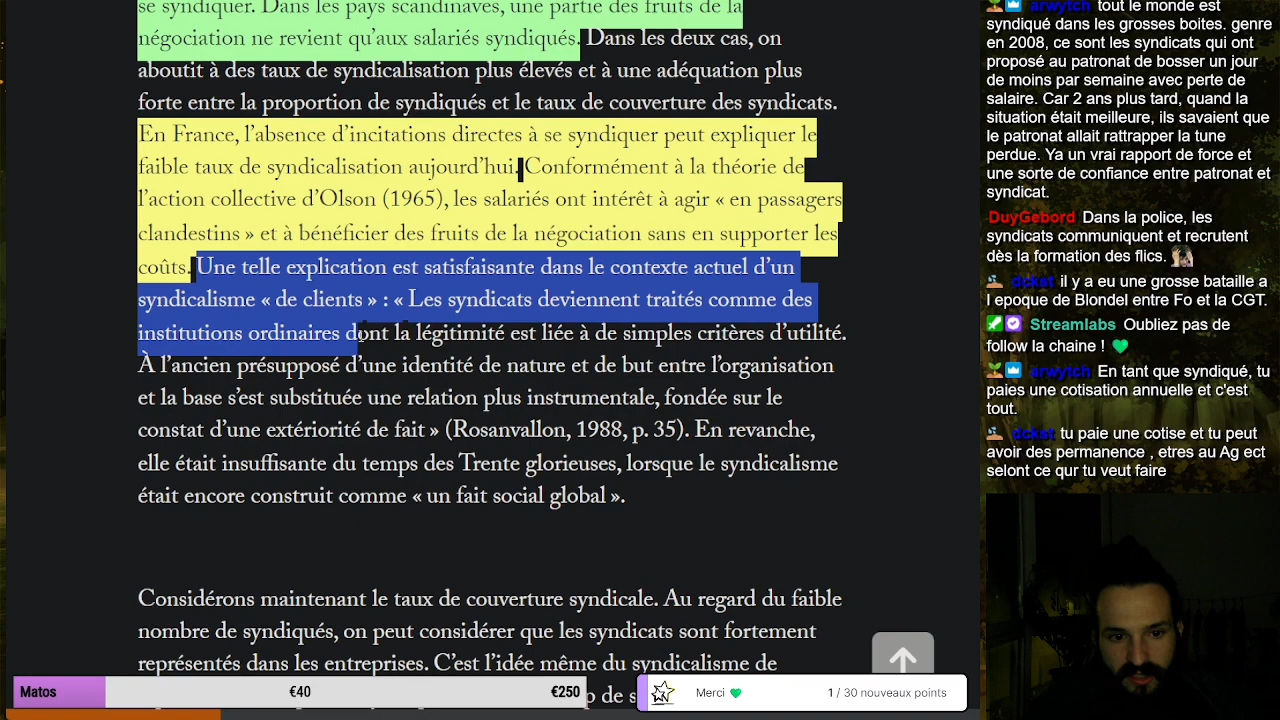 se syndiquer. Dans les pays scandinaves, une partie des fruits de la
négociation ne revient qu’aux salariés syndiqués. Dans les deux cas, on
aboutit à des taux de syndicalisation plus élevés et à une adéquation plus
forte entre la proportion de syndiqués et le taux de couverture des syndicats.
En France, l’absence d’incitations directes à se syndiquer peut expliquer le
faible taux de syndicalisation aujourd’hui. Conformément à la théorie de
l’action collective d’Olson (1965), les salariés ont intérêt à agir « en passagers
clandestins » et à bénéficier des fruits de la négociation sans en supporter les
coûts. Une telle explication est satisfaisante dans le contexte actuel d’un
syndicalisme « de clients » : « Les syndicats deviennent traités comme des
institutions ordinaires dont la légitimité est liée à de simples critères d’utilité.
À l’ancien présupposé d’une identité de nature et de but entre l’organisation
et la base s’est substituée une relation plus instrumentale, fondée sur le
constat d’une extériorité de fait » (Rosanvallon, 1988, p. 35). En revanche,
elle était insuffisante du temps des Trente glorieuses, lorsque le syndicalisme
était encore construit comme « un fait social global ».
Considérons maintenant le taux de couverture syndicale. Au regard du faible
nombre de syndiqués, on peut considérer que les syndicats sont fortement
représentés dans les entreprises. C’est l’idée même du syndicalisme de
Matos €40 €250
Merci 1 / 30 nouveaux points
arwytch tout le monde est
syndiqué dans les grosses boites. genre
en 2008, ce sont les syndicats qui ont
proposé au patronat de bosser un jour
de moins par semaine avec perte de
salaire. Car 2 ans plus tard, quand la
situation était meilleure, ils savaient que
le patronat allait rattrapper la tune
perdue. Ya un vrai rapport de force et
une sorte de confiance entre patronat et
syndicat.
DuyGebord Dans la police, les
syndicats communiquent et recrutent
dès la formation des flics.
dckst il y a eu une grosse bataille a
l epoque de Blondel entre Fo et la CGT.
Streamlabs Oubliez pas de
follow la chaine !
arwytch En tant que syndiqué, tu
paies une cotisation annuelle et c'est
tout.
dckst tu paie une cotise et tu peut
avoir des permanence , etres au Ag ect
selont ce qur tu veut faire